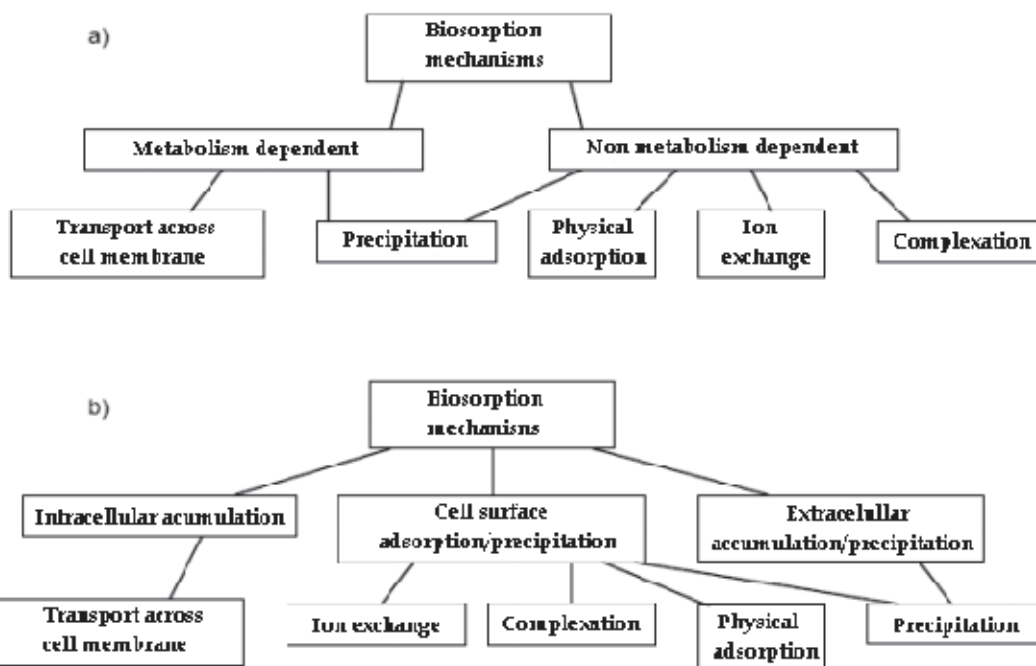 a)
Biosorption
mechanisms
Metabolism dependent
Non metabolism dependent
Transport across
cell membrane
Precipitation
Physical
adsorption
Ion
exchange
Complexation
b)
Biosorption
mechanisns
Intracellular acumulation
Cell surface
adsorption/precipitation
Extracelullar
accumulation/precipitation
Transport across
cell membrane
Ion exchange
Complexation
Physical
adsorption
Precipitation